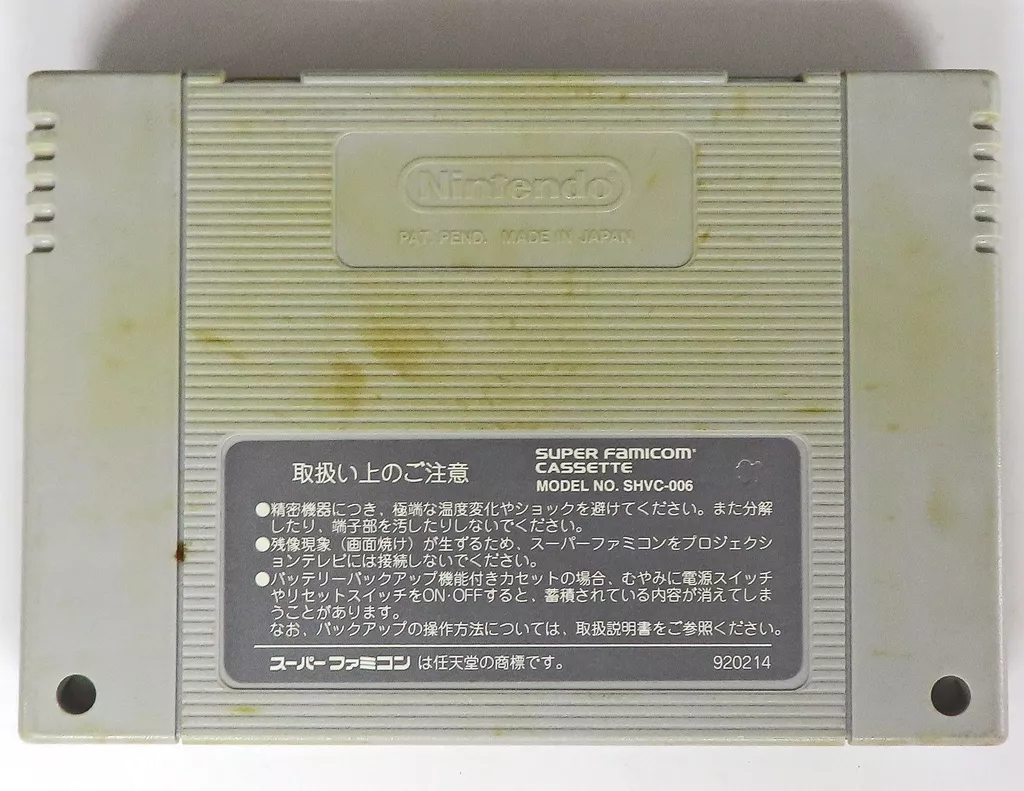 Nintendo
PAT. PEND. MADE IN JAPAN
取扱い上のご注意
SUPER FAMICOM
CASSETTE
MODEL NO. SHVC-006
●精密機器につき、極端な温度変化やショックを避けてください。また分解
したり、端子部を汚したりしないでください。
●残像現象（画面焼け）が生ずるため、スーパーファミコンをプロジェクシ
ョンテレビには接続しないでください。
●バッテリーバックアップ機能付きカセットの場合、むやみに電源スイッチ
やリセットスイッチをON･OFFすると、蓄積されている内容が消えてしま
うことがあります。
なお、バックアップの操作方法については、取扱説明書をご参照ください。
スーパーファミコン は任天堂の商標です。 920214